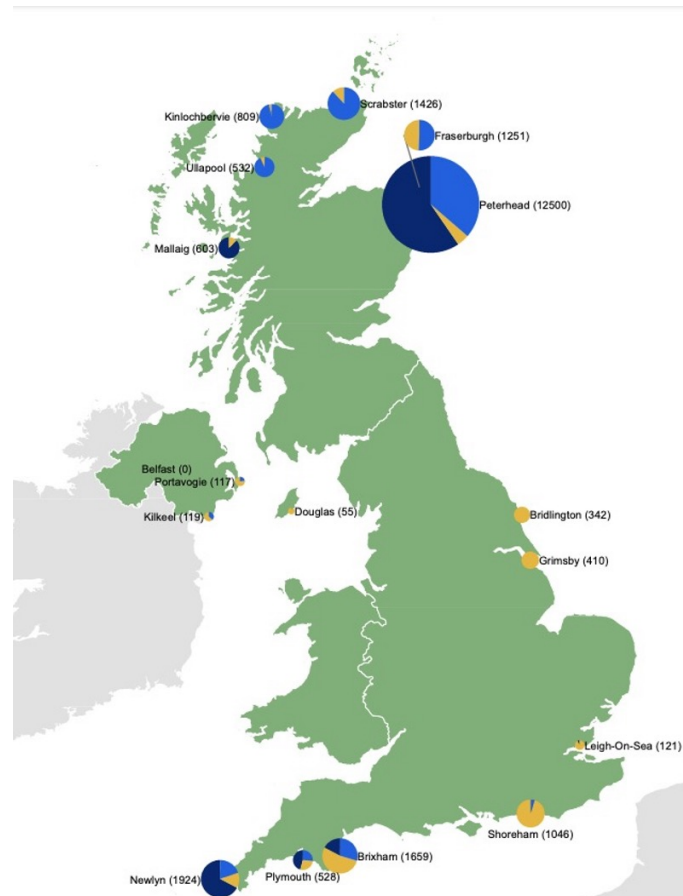 Scrabster (1426)
Kinlochbervie (809)
Fraserburgh (1251)
Ullapool (532)
Peterhead (12500)
Mallaig (603)
Belfast (0)
Portavogie (117)
Kilkeel (119)
Douglas (55)
Bridlington (342)
Grimsby (410)
Leigh-On-Sea (121)
Shoreham (1046)
Brixham (1659)
Plymouth (528)
Newlyn (1924)